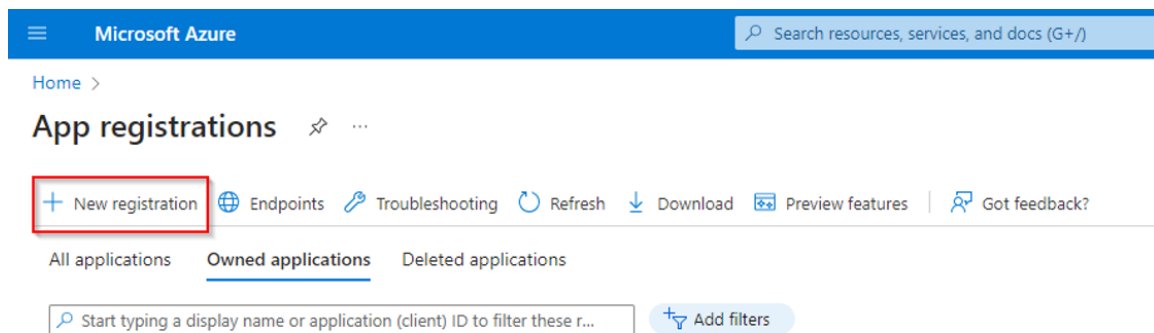 Microsoft Azure Search resources, services, and docs (G+/)
Home >
App registrations ...
New registration Endpoints Troubleshooting Refresh Download Preview features Got feedback?
All applications Owned applications Deleted applications
Start typing a display name or application (client) ID to filter these r... Add filters